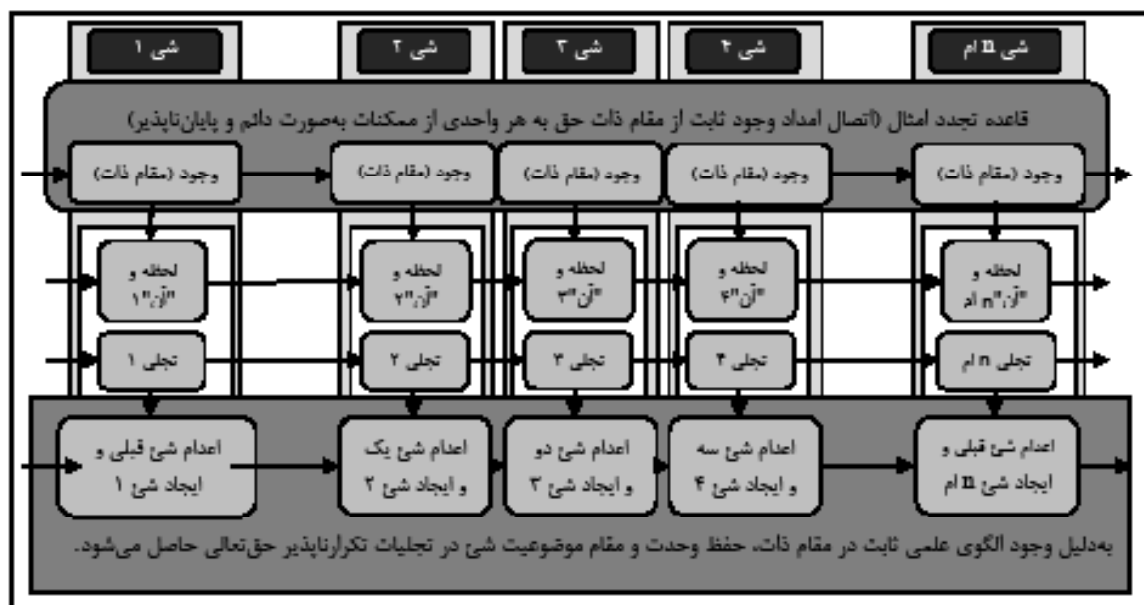 شی ۱
شی ۲
شی ۳
شی ۴
شی n ام
قاعده تجدد امثال (اتصال امداد وجود ثابت از مقام ذات حق به هر واحدی از ممکنات به‌صورت دائم و پایان‌ناپذیر)
وجود (مقام ذات)
وجود (مقام ذات)
وجود (مقام ذات)
وجود (مقام ذات)
وجود (مقام ذات)
لحظه و
"آن"۱
لحظه و
"آن"۲
لحظه و
"آن"۳
لحظه و
"آن"۴
لحظه و
"آن"n ام
تجلی ۱
تجلی ۲
تجلی ۳
تجلی ۴
تجلی n ام
اعدام شئ قبلی و
ایجاد شئ ۱
اعدام شئ یک
و ایجاد شئ ۲
اعدام شئ دو
و ایجاد شئ ۳
اعدام شئ سه
و ایجاد شئ ۴
اعدام شئ قبلی و
ایجاد شئ n ام
به‌دلیل وجود الگوی علمی ثابت در مقام ذات، حفظ وحدت و مقام موضوعیت شئ در تجلیات تکرارناپذیر حق‌تعالی حاصل می‌شود.